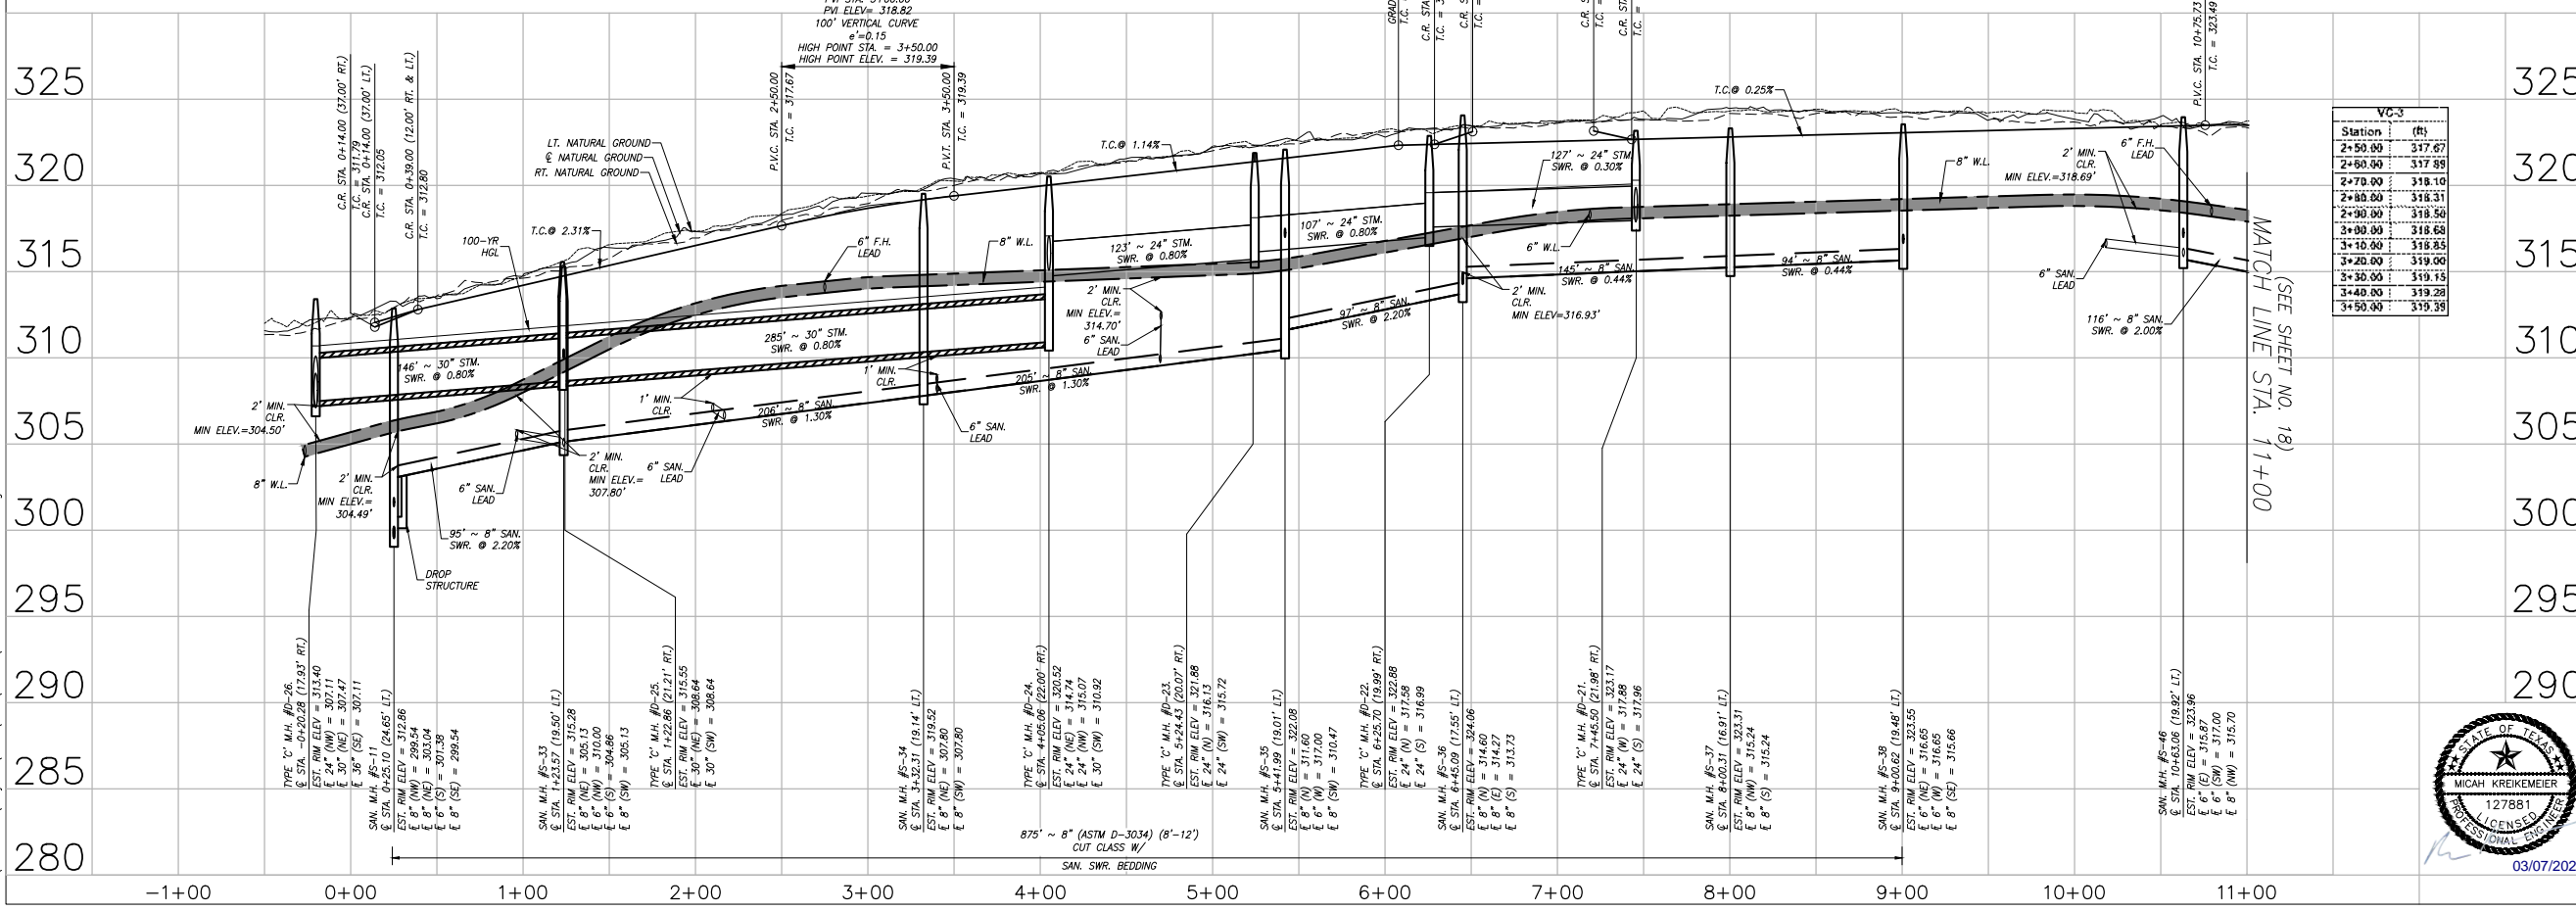 PVI ELEV= 318.82
100' VERTICAL CURVE
e'=0.15
HIGH POINT STA. = 3+50.00
HIGH POINT ELEV. = 319.39
325
320
315
310
305
300
295
290
285
280
325
320
315
310
305
300
295
290
285
280
C.R. STA. 0+14.00 (37.00' RT.)
T.C. = 311.79
C.R. STA. 0+14.00 (37.00' LT.)
T.C. = 312.05
C.R. STA. 0+39.00 (12.00' RT. & LT.)
T.C. = 312.80
P.V.C. STA. 2+50.00
T.C. = 317.67
P.V.T. STA. 3+50.00
T.C. = 319.39
P.V.C. STA. 10+75.73
T.C. = 323.49
LT. NATURAL GROUND
℄ NATURAL GROUND
RT. NATURAL GROUND
100-YR
HGL
T.C.@ 2.31%
6" F.H.
LEAD
8" W.L.
T.C.@ 1.14%
123' ~ 24" STM.
SWR. @ 0.80%
107' ~ 24" STM.
SWR. @ 0.80%
127' ~ 24" STM.
SWR. @ 0.30%
T.C.@ 0.25%
8" W.L.
2' MIN.
CLR.
MIN ELEV.=318.69'
6" F.H.
LEAD
6" W.L.
146' ~ 30" STM.
SWR. @ 0.80%
285' ~ 30" STM.
SWR. @ 0.80%
2' MIN.
CLR.
MIN ELEV.=
314.70'
6" SAN.
LEAD
97' ~ 8" SAN.
SWR. @ 2.20%
2' MIN.
CLR.
MIN ELEV=316.93'
145' ~ 8" SAN.
SWR. @ 0.44%
94' ~ 8" SAN.
SWR. @ 0.44%
6" SAN.
LEAD
116' ~ 8" SAN.
SWR. @ 2.00%
2' MIN.
CLR.
MIN ELEV.=304.50'
8" W.L.
2' MIN.
CLR.
MIN ELEV.=
304.49'
6" SAN.
LEAD
95' ~ 8" SAN.
SWR. @ 2.20%
DROP
STRUCTURE
2' MIN.
CLR.
MIN ELEV.=
307.80'
6" SAN.
LEAD
1' MIN.
CLR.
206' ~ 8" SAN.
SWR. @ 1.30%
1' MIN.
CLR.
6" SAN.
LEAD
205' ~ 8" SAN.
SWR. @ 1.30%
TYPE 'C' M.H. #D-26.
℄ STA. -0+20.28 (17.93' RT.)
EST. RIM ELEV = 313.40
℄ 24" (NW) = 307.11
℄ 30" (NE) = 307.47
℄ 36" (SE) = 307.11
SAN. M.H. #S-11
℄ STA. 0+25.10 (24.65' LT.)
EST. RIM ELEV = 312.86
℄ 8" (NW) = 299.54
℄ 8" (NE) = 303.04
℄ 6" (S) = 301.38
℄ 8" (SE) = 299.54
SAN. M.H. #S-33
℄ STA. 1+23.57 (19.50' LT.)
EST. RIM ELEV = 315.28
℄ 8" (NE) = 305.13
℄ 6" (NW) = 310.00
℄ 6" (S) = 304.86
℄ 8" (SW) = 305.13
TYPE 'C' M.H. #D-25.
℄ STA. 1+22.86 (21.21' RT.)
EST. RIM ELEV = 315.55
℄ 30" (NE) = 308.64
℄ 30" (SW) = 308.64
SAN. M.H. #S-34
℄ STA. 3+32.31 (19.14' LT.)
EST. RIM ELEV = 319.52
℄ 8" (NE) = 307.80
℄ 8" (SW) = 307.80
TYPE 'C' M.H. #D-24.
℄ STA. 4+05.06 (22.00' RT.)
EST. RIM ELEV = 320.52
℄ 24" (NE) = 314.74
℄ 24" (NW) = 315.07
℄ 30" (SW) = 310.92
TYPE 'C' M.H. #D-23.
℄ STA. 5+24.43 (20.07' RT.)
EST. RIM ELEV = 321.88
℄ 24" (N) = 316.13
℄ 24" (SW) = 315.72
SAN. M.H. #S-35
℄ STA. 5+41.99 (19.01' LT.)
EST. RIM ELEV = 322.08
℄ 8" (N) = 311.60
℄ 6" (W) = 317.00
℄ 8" (SW) = 310.47
TYPE 'C' M.H. #D-22.
℄ STA. 6+25.70 (19.99' RT.)
EST. RIM ELEV = 322.88
℄ 24" (N) = 317.58
℄ 24" (S) = 316.99
SAN. M.H. #S-36
℄ STA. 6+45.09 (17.55' LT.)
EST. RIM ELEV = 324.06
℄ 8" (N) = 314.60
℄ 8" (E) = 314.27
℄ 8" (S) = 313.73
TYPE 'C' M.H. #D-21.
℄ STA. 7+45.50 (21.98' RT.)
EST. RIM ELEV = 323.17
℄ 24" (W) = 317.88
℄ 24" (S) = 317.96
SAN. M.H. #S-37
℄ STA. 8+00.31 (16.91' LT.)
EST. RIM ELEV = 323.31
℄ 8" (NW) = 315.24
℄ 8" (S) = 315.24
SAN. M.H. #S-38
℄ STA. 9+00.62 (19.48' LT.)
EST. RIM ELEV = 323.55
℄ 6" (NE) = 316.65
℄ 6" (W) = 316.65
℄ 8" (SE) = 315.66
SAN. M.H. #S-46
℄ STA. 10+63.06 (19.92' LT.)
EST. RIM ELEV = 323.96
℄ 6" (E) = 315.87
℄ 6" (SW) = 317.00
℄ 8" (NW) = 315.70
875' ~ 8" (ASTM D-3034) (8'-12')
CUT CLASS W/
SAN. SWR. BEDDING
-1+00 0+00 1+00 2+00 3+00 4+00 5+00 6+00 7+00 8+00 9+00 10+00 11+00
(SEE SHEET NO. 18)
MATCH LINE STA. 11+00
VC-3
Station (ft)
2+50.00 317.67
2+60.00 317.89
2+70.00 318.10
2+80.00 318.31
2+90.00 318.50
3+00.00 318.68
3+10.00 318.85
3+20.00 319.00
3+30.00 319.15
3+40.00 319.28
3+50.00 319.39
STATE OF TEXAS
MICAH KREIKEMEIER
127881
LICENSED
PROFESSIONAL ENGINEER
03/07/202